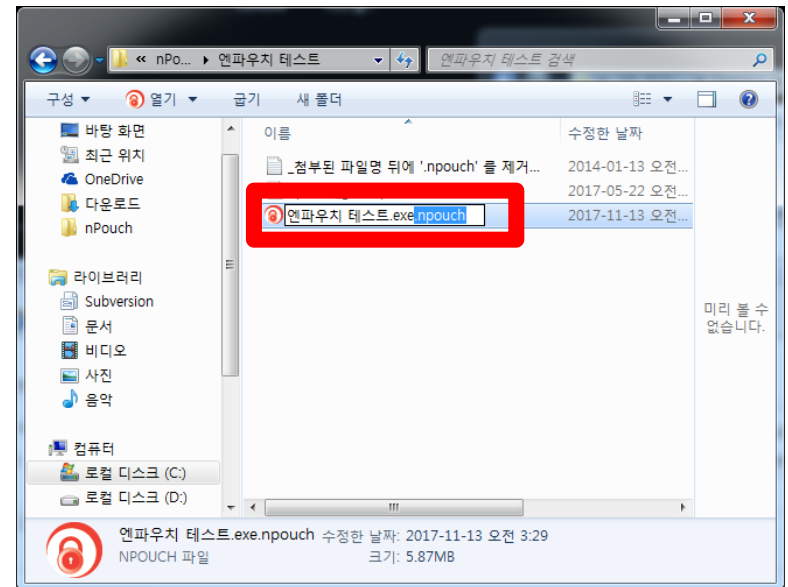 « nPo... ▸ 엔파우치 테스트
엔파우치 테스트 검색
구성 열기 굽기 새 폴더
바탕 화면
최근 위치
OneDrive
다운로드
nPouch
라이브러리
Subversion
문서
비디오
사진
음악
컴퓨터
로컬 디스크 (C:)
로컬 디스크 (D:)
이름 수정한 날짜
_첨부된 파일명 뒤에 '.npouch' 를 제거... 2014-01-13 오전...
2017-05-22 오전...
엔파우치 테스트.exe.npouch 2017-11-13 오전...
미리 볼 수
없습니다.
엔파우치 테스트.exe.npouch 수정한 날짜: 2017-11-13 오전 3:29
NPOUCH 파일 크기: 5.87MB